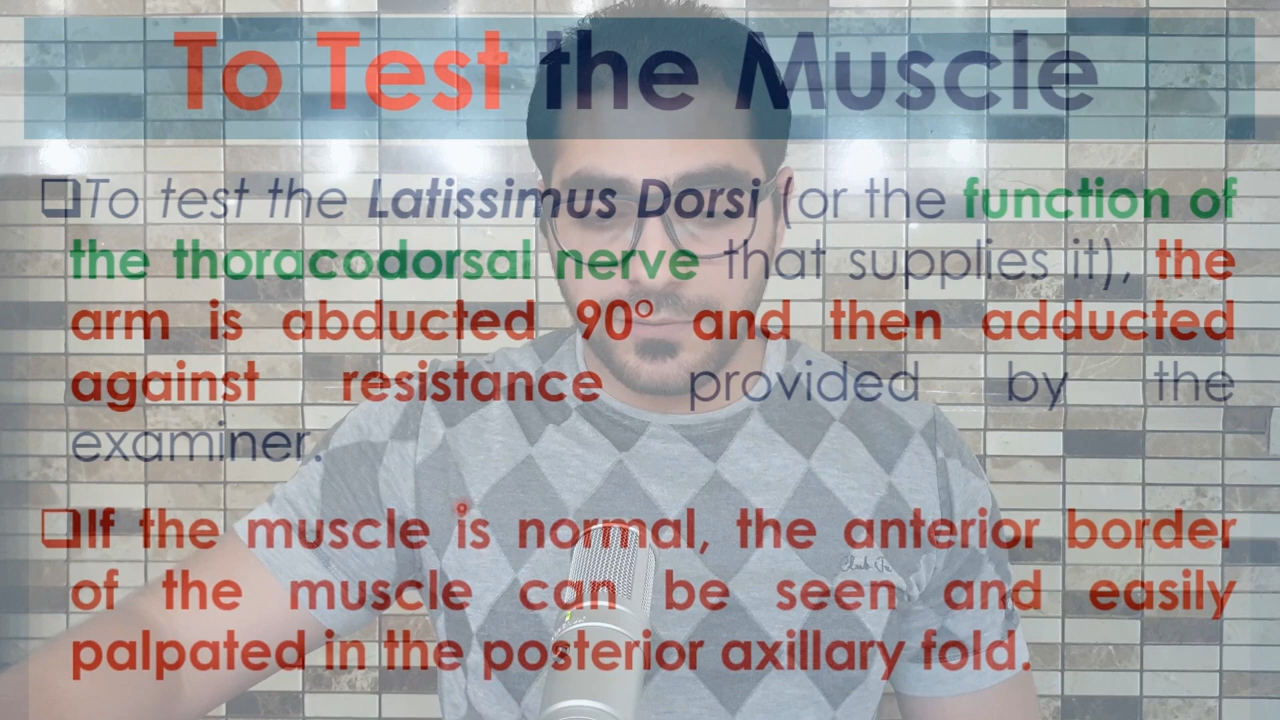 To Test the Muscle
❑To test the Latissimus Dorsi (or the function of
the thoracodorsal nerve that supplies it), the
arm is abducted 90° and then adducted
against resistance provided by the
examiner.
❑If the muscle is normal, the anterior border
of the muscle can be seen and easily
palpated in the posterior axillary fold.